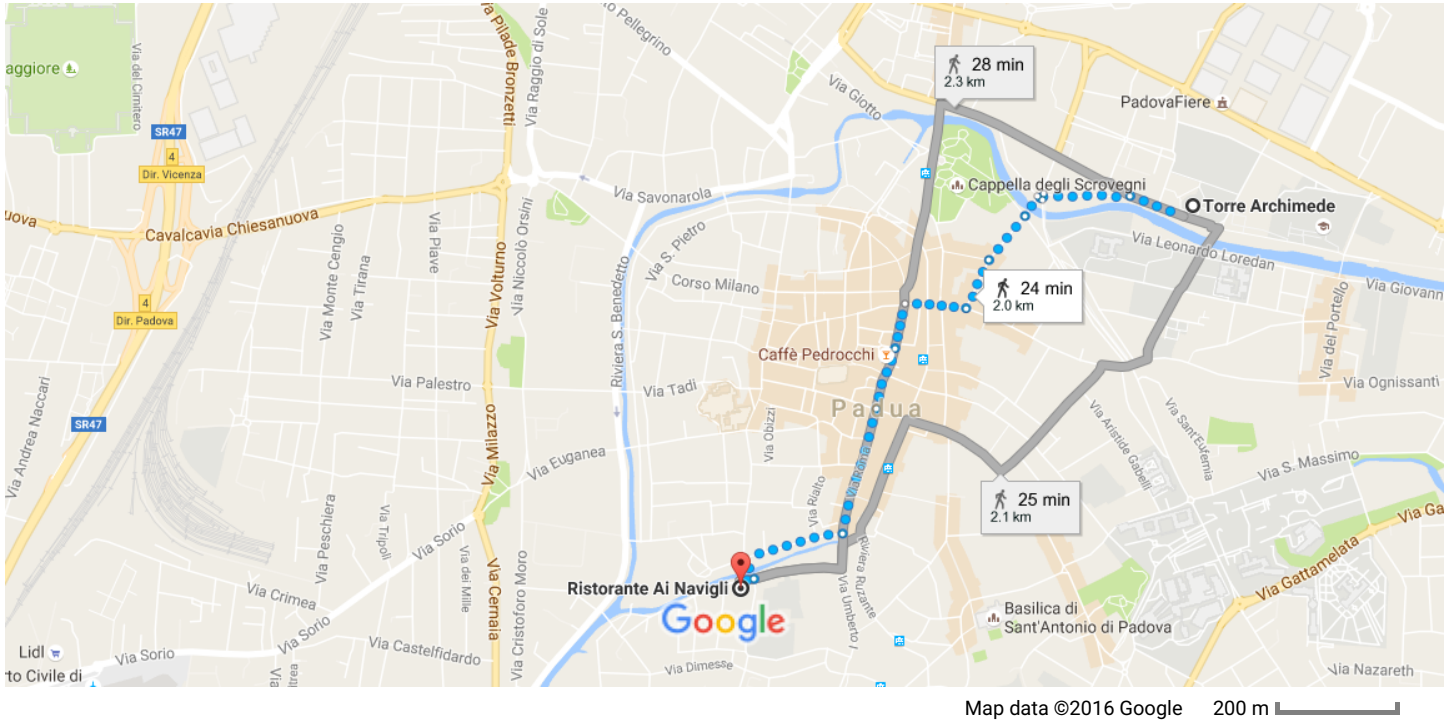 Via Pilade Bronzetti
Via Raggio di Sole
Pellegrino
aggiore
Via del Cimitero
28 min
2.3 km
Via Giotto
PadovaFiere
SR47
4
Dir. Vicenza
Via Savonarola
Cappella degli Scrovegni
Torre Archimede
Cavalcavia Chiesanuova
Via Piave
Via Niccolò Orsini
Via S. Pietro
Via Leonardo Loredan
Via Monte Cengio
Via Tirana
Via Volturno
Riviera S. Benedetto
Corso Milano
24 min
2.0 km
Via Giovann
4
Dir. Padova
Via del Portello
Caffè Pedrocchi
Via Palestro
Via Tadi
Padua
Via Ognissanti
Via Andrea Naccari
SR47
Via Milazzo
Via Obizzi
Via Aristide Gabelli
Via Sant'Eufemia
Via Euganea
Via S. Massimo
Via Roma
Via Rialto
25 min
2.1 km
Via Ga
Via Peschiera
Via Tripoli
Via Sorio
Via dei Mille
Via Cernaia
Via Cristoforo Moro
Riviera Ruzante
Via Umberto I
Via Gattamelata
Ristorante Ai Navigli
Via Crimea
Google
Basilica di
Sant'Antonio di Padova
Via Sorio
Via Castelfidardo
Lidl
Via Sorio
rto Civile di
Via Dimesse
Via Nazareth
Map data ©2016 Google 200 m